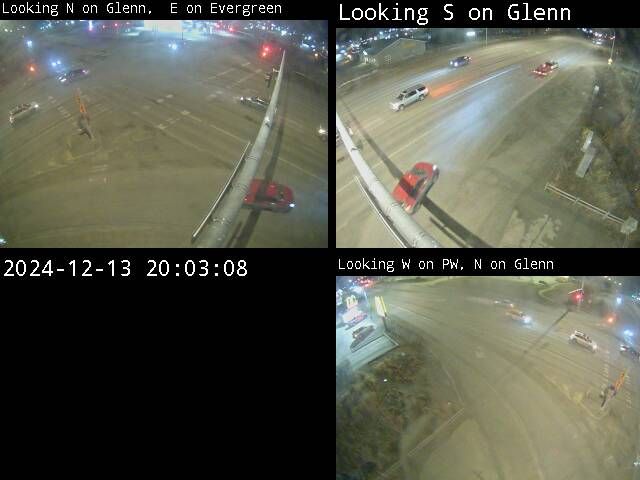 Looking N on Glenn,  E on Evergreen
Looking S on Glenn
2024-12-13 20:03:08
Looking W on PW, N on Glenn